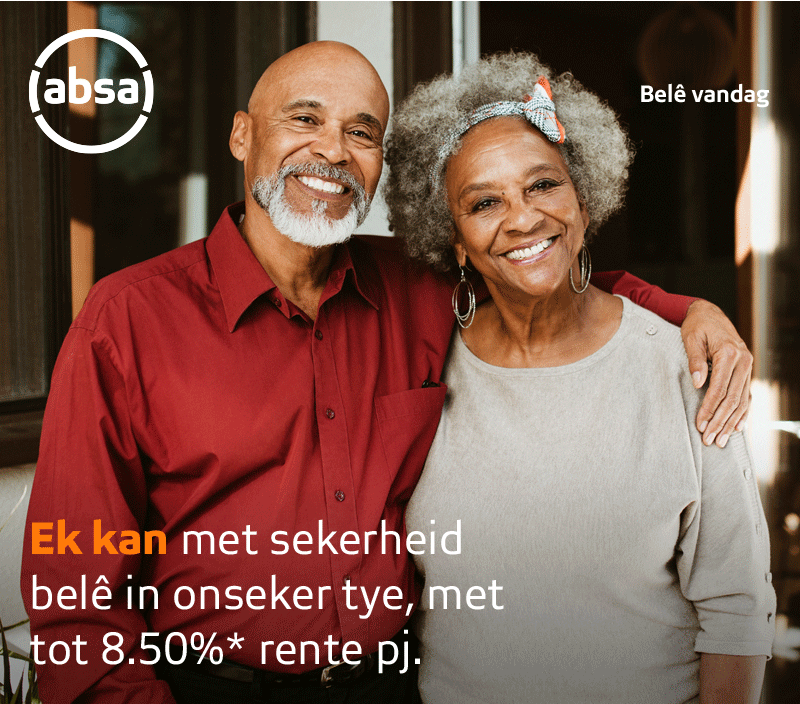 absa
Belê vandag
Ek kan met sekerheid
belê in onseker tye, met
tot 8.50%* rente pj.